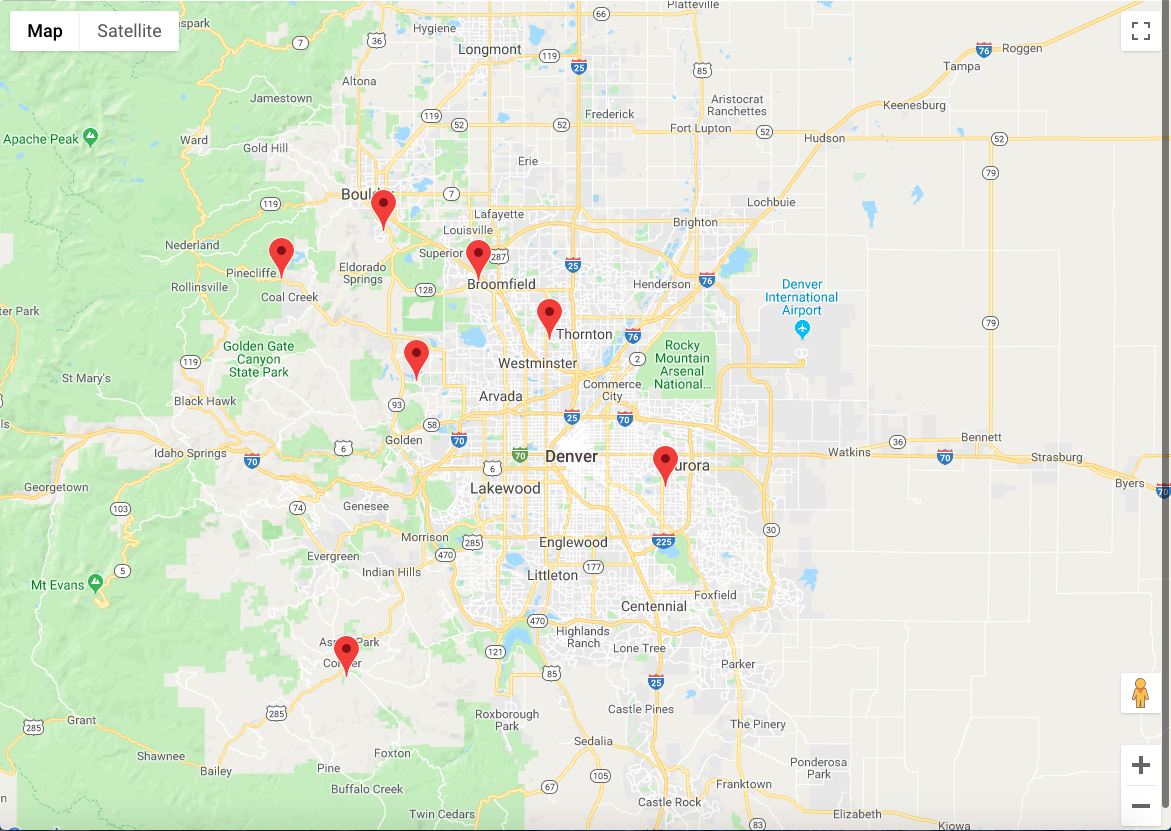 Map
Satellite
Platteville
66
Hygiene
7
36
Longmont
119
25
85
76
Roggen
Tampa
Altona
Jamestown
Aristocrat
Ranchettes
Keenesburg
119
52
52
Frederick
Fort Lupton
52
Hudson
52
Apache Peak
Ward
Gold Hill
Erie
79
119
7
Lochbuie
Lafayette
Louisville
Brighton
Nederland
Superior
287
Pinecliffe
Eldorado
Springs
25
76
Rollinsville
Coal Creek
128
Broomfield
Henderson
Denver
International
Airport
Thornton
76
79
Golden Gate
Canyon
State Park
119
Westminster
2
Rocky
Mountain
Arsenal
National...
St Mary's
Black Hawk
93
Arvada
Commerce
City
58
25
70
Golden
70
36
Bennett
Idaho Springs
70
6
70
Denver
Watkins
70
Strasburg
6
Lakewood
Byers
70
Georgetown
103
74
Genesee
30
Morrison
285
Englewood
225
Evergreen
470
Indian Hills
5
Mt Evans
Littleton
177
Foxfield
Centennial
470
Highlands
Ranch
Lone Tree
121
Parker
85
25
285
Grant
285
Roxborough
Park
Castle Pines
The Pinery
Sedalia
Shawnee
Foxton
Bailey
Pine
105
Ponderosa
Park
Buffalo Creek
67
Franktown
Castle Rock
Twin Cedars
83
Elizabeth
Kiowa